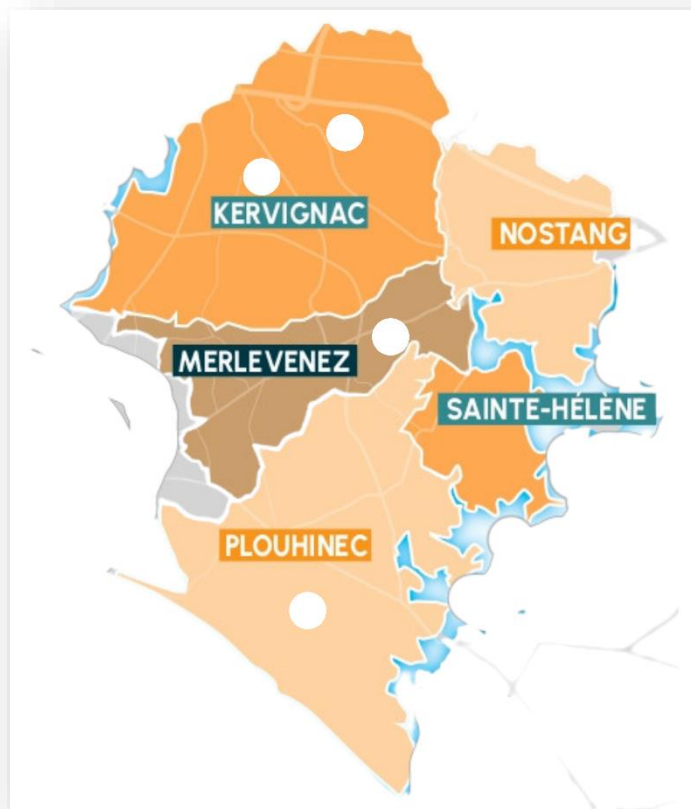 KERVIGNAC
NOSTANG
MERLEVENEZ
SAINTE-HÉLÈNE
PLOUHINEC